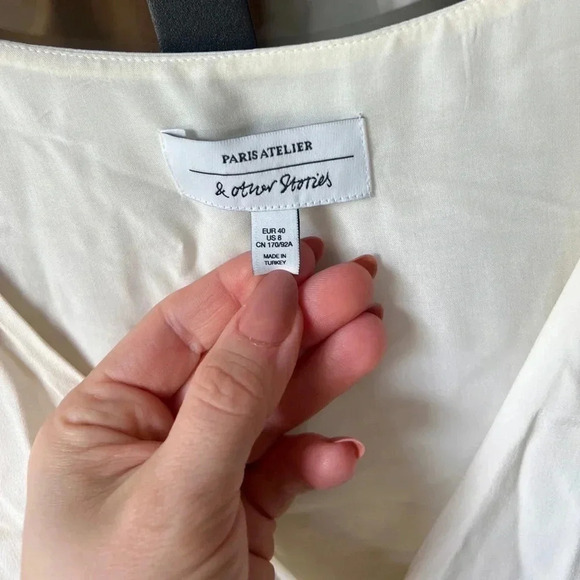 PARIS ATELIER
& other Stories
EUR 40
US 8
CN 170/92A
MADE IN
TURKEY